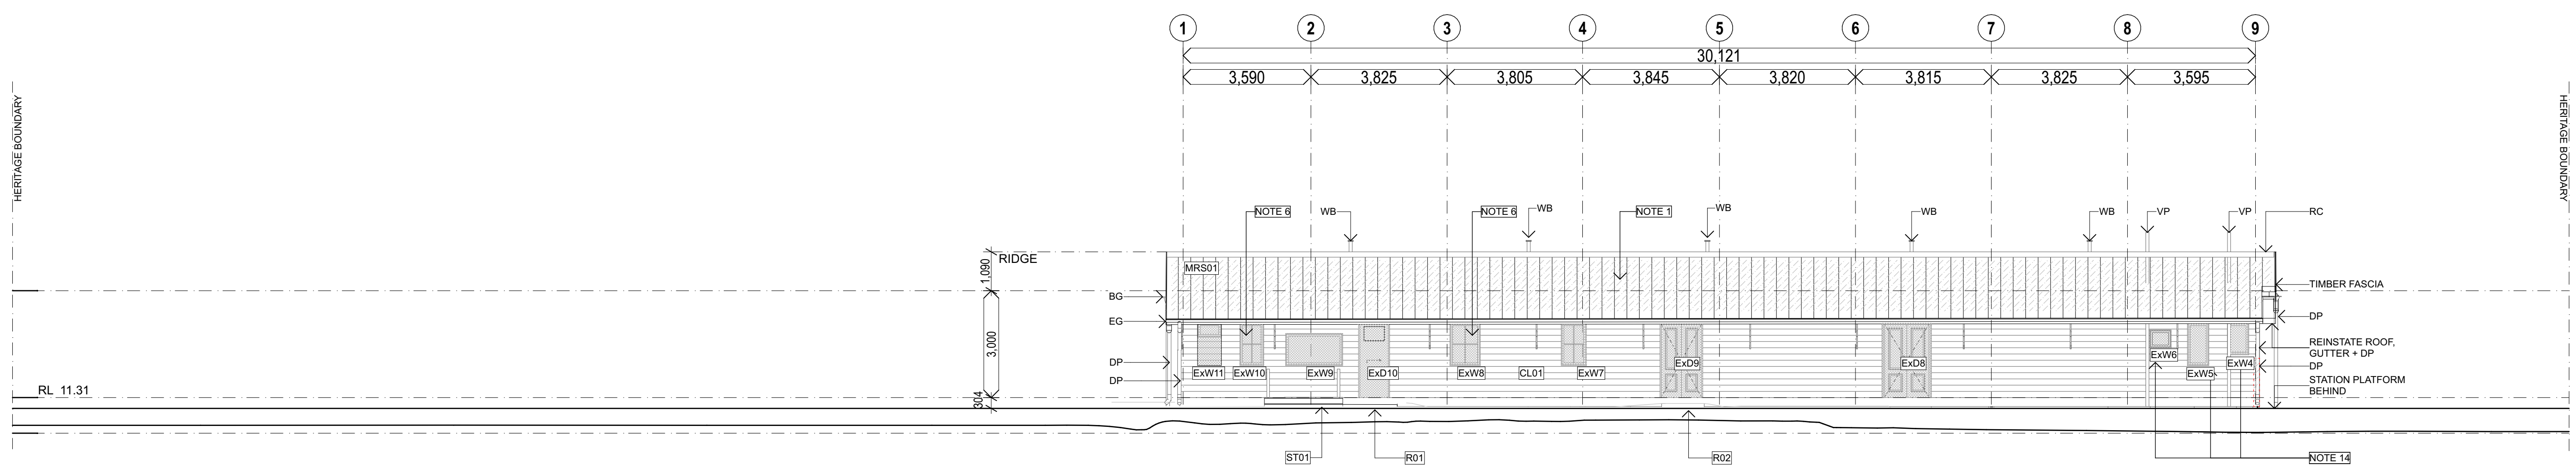 1 2 3 4 5 6 7 8 9
30,121
3,590 3,825 3,805 3,845 3,820 3,815 3,825 3,595
HERITAGE BOUNDARY
HERITAGE BOUNDARY
NOTE 6 WB NOTE 6 WB NOTE 1 WB WB WB VP VP RC
RIDGE
1,090
MRS01
BG
TIMBER FASCIA
EG
DP
3,000
REINSTATE ROOF,
GUTTER + DP
DP
DP
DP
STATION PLATFORM
BEHIND
ExW11 ExW10 ExW9 ExD10 ExW8 CL01 ExW7 ExD9 ExD8 ExW6 ExW5 ExW4
RL 11.31
304
ST01 R01 R02 NOTE 14